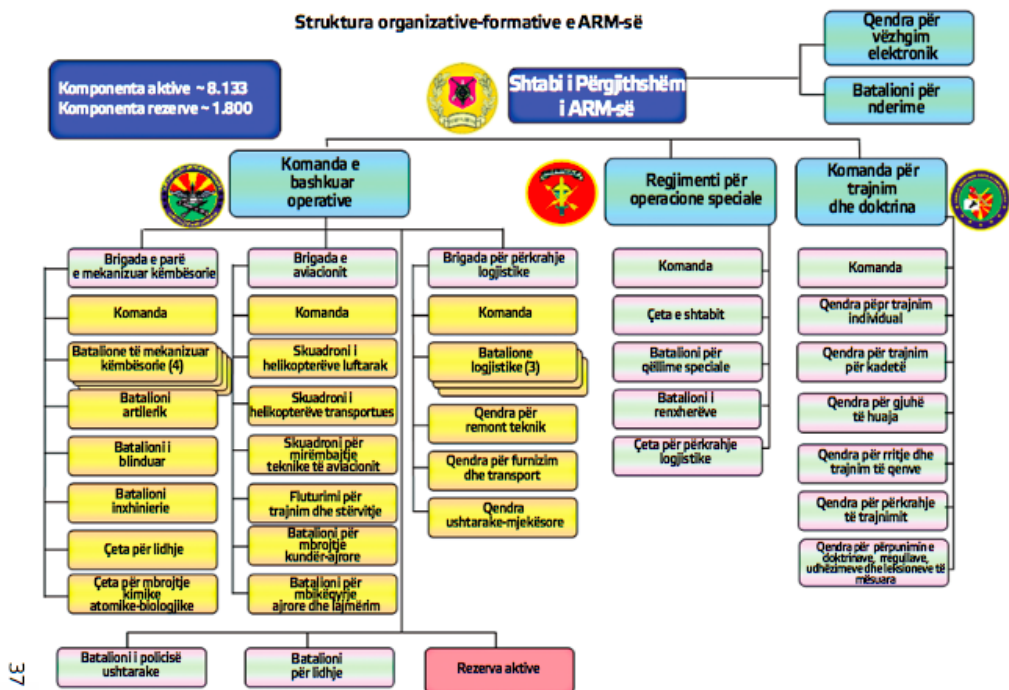 Struktura organizative-formative e ARM-së
Komponenta aktive ~ 8.133
Komponenta rezerve ~ 1.800
Shtabi i Përgjithshëm
i ARM-së
Qendra për
vëzhgim
elektronik
Batalioni për
nderime
Komanda e
bashkuar
operative
Regjimenti për
operacione speciale
Komanda për
trajnim
dhe doktrina
Brigada e parë
e mekanizuar këmbësorie
Komanda
Batalione të mekanizuar
këmbësorie (4)
Batalioni
artilerik
Batalioni i
blinduar
Batalioni
inxhinierie
Çeta për lidhje
Çeta për mbrojtje
kimike
atomike-biologjike
Brigada e
aviacionit
Komanda
Skuadroni i
helikopterëve luftarak
Skuadroni i
helikopterëve transportues
Skuadroni për
mirëmbajtje
teknike të aviacionit
Fluturimi për
trajnim dhe stërvitje
Batalioni për
mbrojtje
kundër-ajrore
Batalioni për
mbikëqyrje
ajrore dhe lajmërim
Brigada për përkrahje
logjistike
Komanda
Batalione
logjistike (3)
Qendra për
remont teknik
Qendra për furnizim
dhe transport
Qendra
ushtarake-mjekësore
Komanda
Çeta e shtabit
Batalioni për
qëllime speciale
Batalioni i
renxherëve
Çeta për përkrahje
logjistike
Komanda
Qendra pëpr trajnim
individual
Qendra për trajnim
për kadetë
Qendra për gjuhë
të huaja
Qendra për rritje dhe
trajnim të qenve
Qendra për përkrahje
të trajnimit
Qendra për përpunimin e
doktrinave, rregullave,
udhëzimeve dhe leksioneve të
mësuara
Batalioni i policisë
ushtarake
Batalioni
për lidhje
Rezerva aktive
37